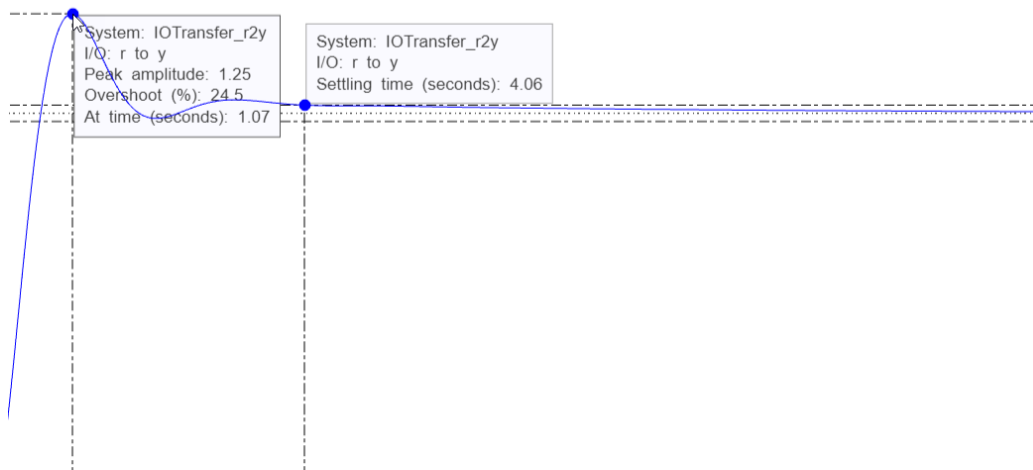 System: IOTransfer_r2y
I/O: r to y
Peak amplitude: 1.25
Overshoot (%): 24.5
At time (seconds): 1.07
System: IOTransfer_r2y
I/O: r to y
Settling time (seconds): 4.06